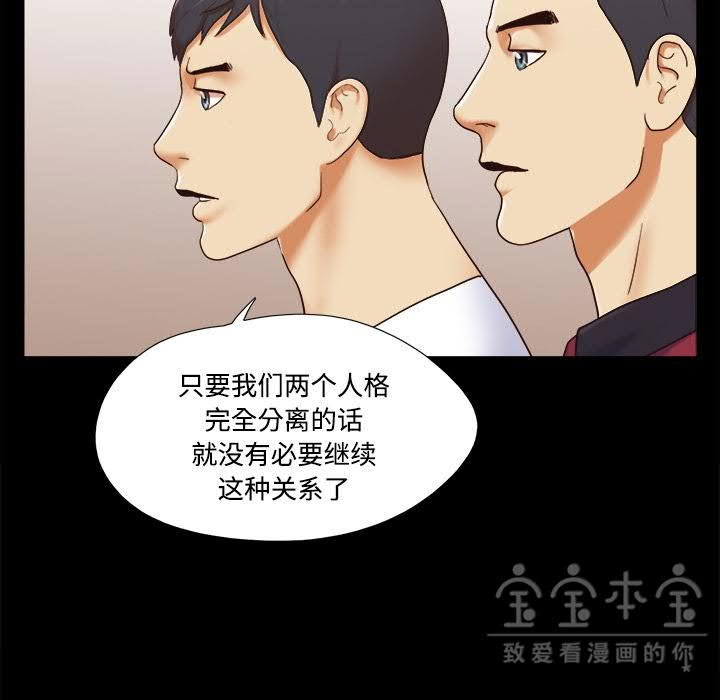 只要我们两个人格
完全分离的话
就没有必要继续
这种关系了
宝宝本宝
致爱看漫画的你